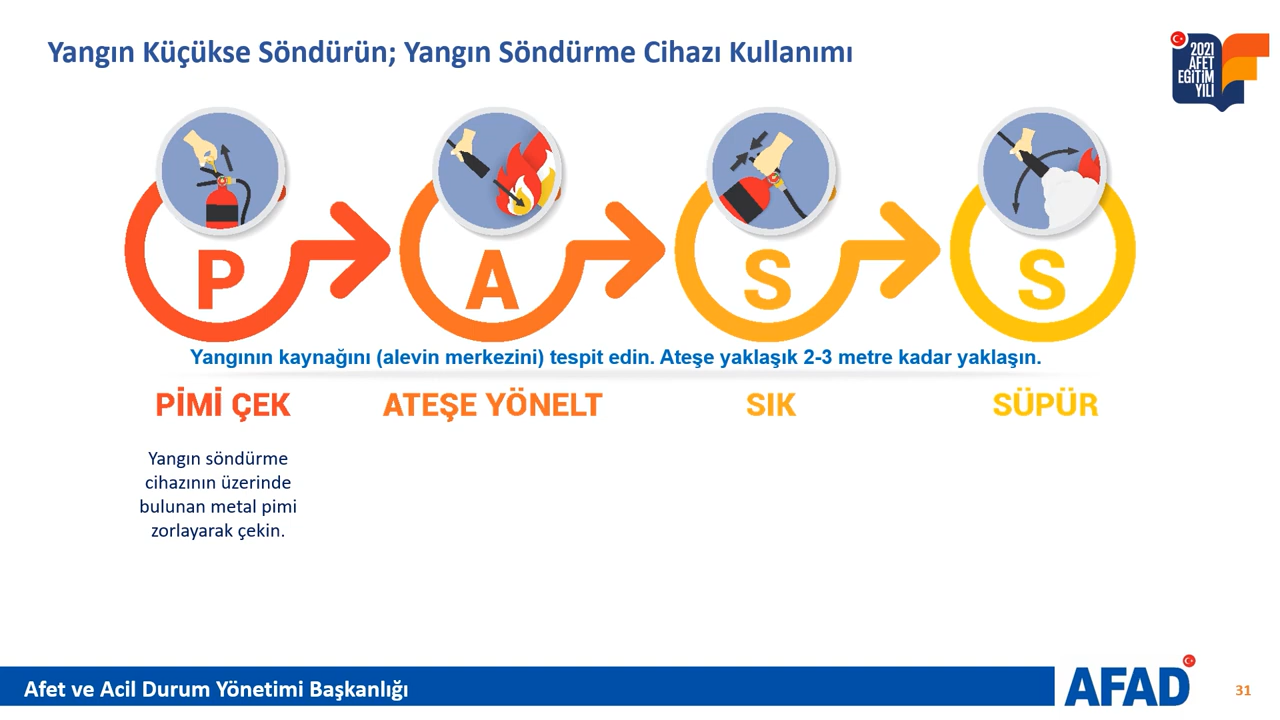 Yangın Küçükse Söndürün; Yangın Söndürme Cihazı Kullanımı
2021
AFET
EĞİTİM
YILI
P
A
S
S
Yangının kaynağını (alevin merkezini) tespit edin. Ateşe yaklaşık 2-3 metre kadar yaklaşın.
PİMİ ÇEK
ATEŞE YÖNELT
SIK
SÜPÜR
Yangın söndürme
cihazının üzerinde
bulunan metal pimi
zorlayarak çekin.
Afet ve Acil Durum Yönetimi Başkanlığı
AFAD
31